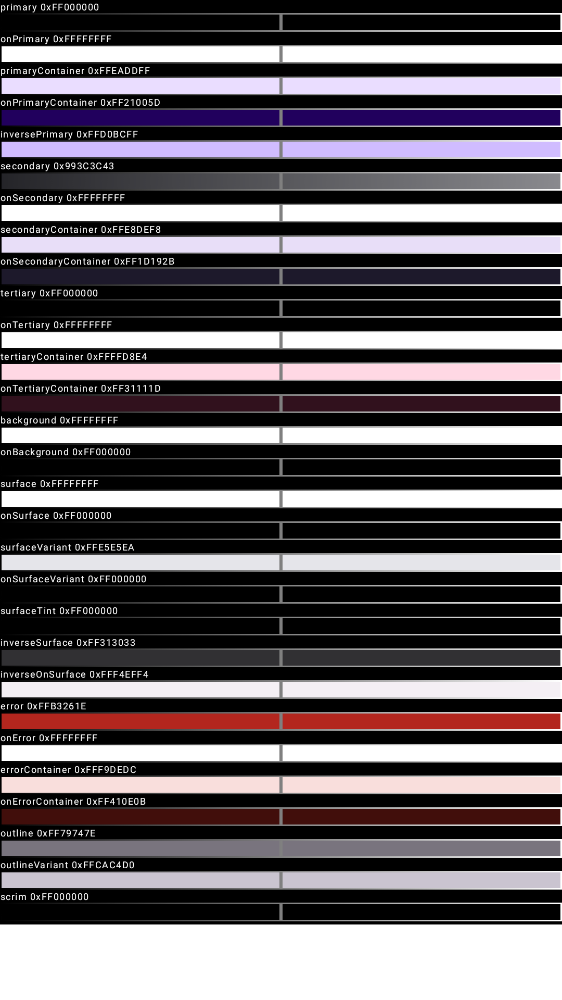 primary 0xFF000000
onPrimary 0xFFFFFFFF
primaryContainer 0xFFEADDFF
onPrimaryContainer 0xFF21005D
inversePrimary 0xFFD0BCFF
secondary 0x993C3C43
onSecondary 0xFFFFFFFF
secondaryContainer 0xFFE8DEF8
onSecondaryContainer 0xFF1D192B
tertiary 0xFF000000
onTertiary 0xFFFFFFFF
tertiaryContainer 0xFFFFD8E4
onTertiaryContainer 0xFF31111D
background 0xFFFFFFFF
onBackground 0xFF000000
surface 0xFFFFFFFF
onSurface 0xFF000000
surfaceVariant 0xFFE5E5EA
onSurfaceVariant 0xFF000000
surfaceTint 0xFF000000
inverseSurface 0xFF313033
inverseOnSurface 0xFFF4EFF4
error 0xFFB3261E
onError 0xFFFFFFFF
errorContainer 0xFFF9DEDC
onErrorContainer 0xFF410E0B
outline 0xFF79747E
outlineVariant 0xFFCAC4D0
scrim 0xFF000000